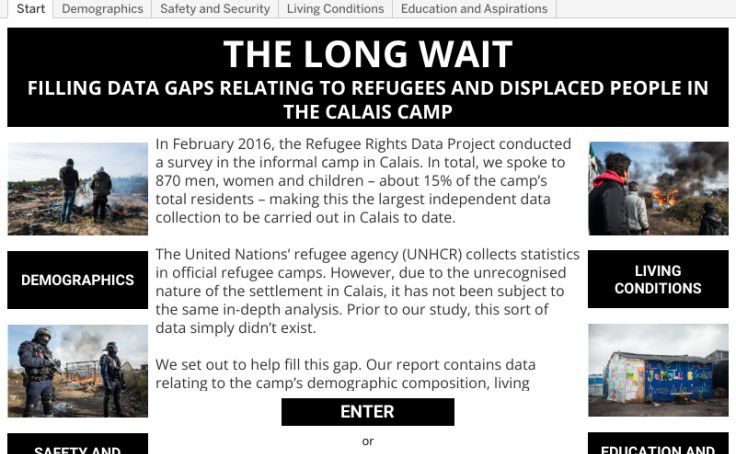 Start
Demographics
Safety and Security
Living Conditions
Education and Aspirations
THE LONG WAIT
FILLING DATA GAPS RELATING TO REFUGEES AND DISPLACED PEOPLE IN
THE CALAIS CAMP
In February 2016, the Refugee Rights Data Project conducted
a survey in the informal camp in Calais. In total, we spoke to
870 men, women and children – about 15% of the camp's
total residents – making this the largest independent data
collection to be carried out in Calais to date.
The United Nations' refugee agency (UNHCR) collects statistics
in official refugee camps. However, due to the unrecognised
nature of the settlement in Calais, it has not been subject to
the same in-depth analysis. Prior to our study, this sort of
data simply didn't exist.
We set out to help fill this gap. Our report contains data
relating to the camp's demographic composition, living
DEMOGRAPHICS
SAFETY AND
LIVING
CONDITIONS
EDUCATION AND
ENTER
or